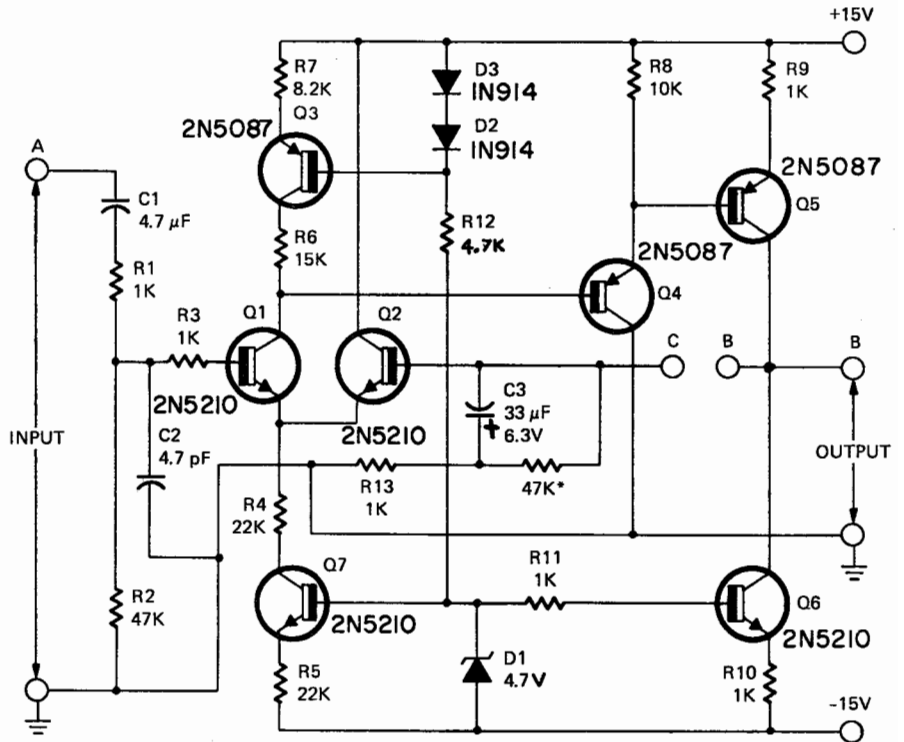 +15V
R7
8.2K
D3
1N914
R8
10K
R9
1K
Q3
2N5087
D2
1N914
A
2N5087
Q5
C1
4.7 µF
R6
15K
R12
4.7K
2N5087
Q4
R1
1K
R3
1K
Q1
Q2
C
B
B
2N5210
C3
33 µF
+
6.3V
2N5210
INPUT
C2
4.7 pF
R13
1K
47K*
OUTPUT
R4
22K
R2
47K
Q7
2N5210
R11
1K
Q6
2N5210
R5
22K
D1
4.7V
R10
1K
-15V